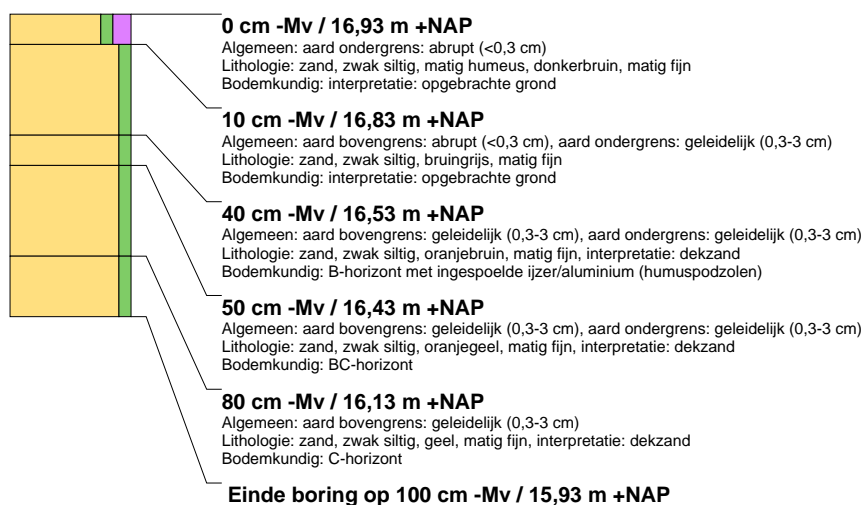 0 cm -Mv / 16,93 m +NAP
Algemeen: aard ondergrens: abrupt (<0,3 cm)
Lithologie: zand, zwak siltig, matig humeus, donkerbruin, matig fijn
Bodemkundig: interpretatie: opgebrachte grond
10 cm -Mv / 16,83 m +NAP
Algemeen: aard bovengrens: abrupt (<0,3 cm), aard ondergrens: geleidelijk (0,3-3 cm)
Lithologie: zand, zwak siltig, bruingrijs, matig fijn
Bodemkundig: interpretatie: opgebrachte grond
40 cm -Mv / 16,53 m +NAP
Algemeen: aard bovengrens: geleidelijk (0,3-3 cm), aard ondergrens: geleidelijk (0,3-3 cm)
Lithologie: zand, zwak siltig, oranjebruin, matig fijn, interpretatie: dekzand
Bodemkundig: B-horizont met ingespoelde ijzer/aluminium (humuspodzolen)
50 cm -Mv / 16,43 m +NAP
Algemeen: aard bovengrens: geleidelijk (0,3-3 cm), aard ondergrens: geleidelijk (0,3-3 cm)
Lithologie: zand, zwak siltig, oranjegeel, matig fijn, interpretatie: dekzand
Bodemkundig: BC-horizont
80 cm -Mv / 16,13 m +NAP
Algemeen: aard bovengrens: geleidelijk (0,3-3 cm)
Lithologie: zand, zwak siltig, geel, matig fijn, interpretatie: dekzand
Bodemkundig: C-horizont
Einde boring op 100 cm -Mv / 15,93 m +NAP